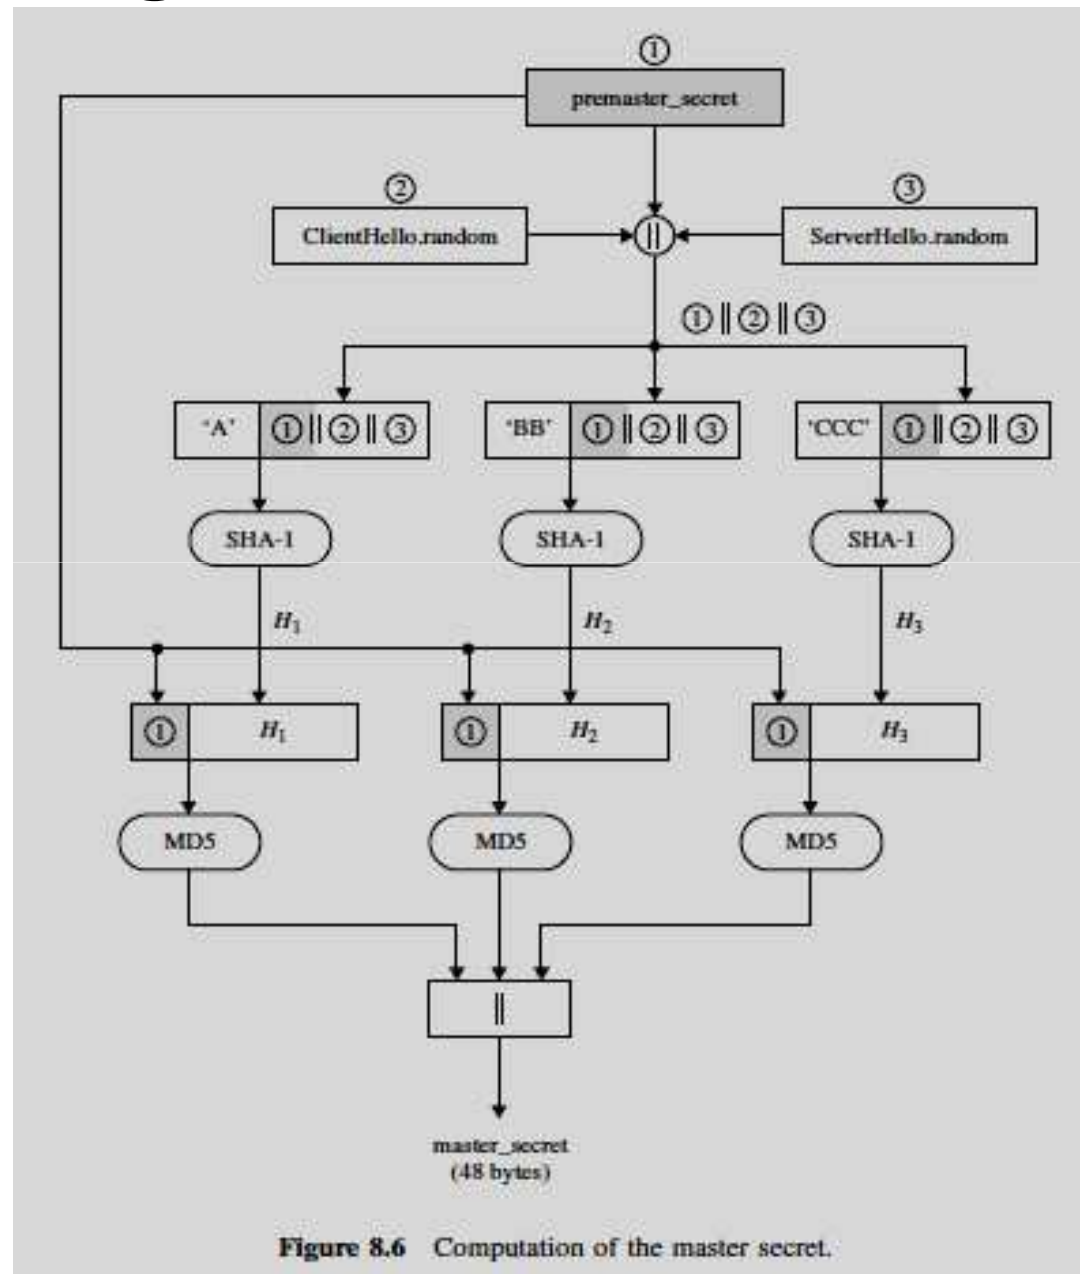 ①
premaster_secret
② ③
ClientHello.random || ServerHello.random
① || ② || ③
'A' ① || ② || ③ 'BB' ① || ② || ③ 'CCC' ① || ② || ③
SHA-1 SHA-1 SHA-1
H₁ H₂ H₃
① H₁ ① H₂ ① H₃
MD5 MD5 MD5
||
master_secret
(48 bytes)
Figure 8.6 Computation of the master secret.